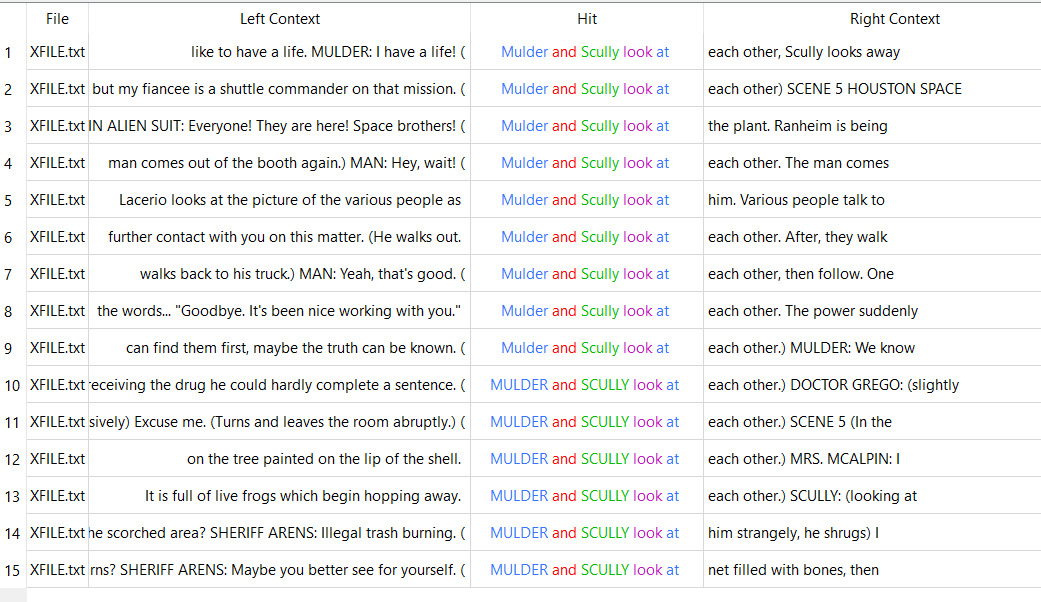 File Left Context Hit Right Context
1 XFILE.txt like to have a life. MULDER: I have a life! ( Mulder and Scully look at each other, Scully looks away
2 XFILE.txt but my fiancee is a shuttle commander on that mission. ( Mulder and Scully look at each other) SCENE 5 HOUSTON SPACE
3 XFILE.txt IN ALIEN SUIT: Everyone! They are here! Space brothers! ( Mulder and Scully look at the plant. Ranheim is being
4 XFILE.txt man comes out of the booth again.) MAN: Hey, wait! ( Mulder and Scully look at each other. The man comes
5 XFILE.txt Lacerio looks at the picture of the various people as Mulder and Scully look at him. Various people talk to
6 XFILE.txt further contact with you on this matter. (He walks out. Mulder and Scully look at each other. After, they walk
7 XFILE.txt walks back to his truck.) MAN: Yeah, that's good. ( Mulder and Scully look at each other, then follow. One
8 XFILE.txt the words... "Goodbye. It's been nice working with you." Mulder and Scully look at each other. The power suddenly
9 XFILE.txt can find them first, maybe the truth can be known. ( Mulder and Scully look at each other.) MULDER: We know
10 XFILE.txt eceiving the drug he could hardly complete a sentence. ( MULDER and SCULLY look at each other.) DOCTOR GREGO: (slightly
11 XFILE.txt sively) Excuse me. (Turns and leaves the room abruptly.) ( MULDER and SCULLY look at each other.) SCENE 5 (In the
12 XFILE.txt on the tree painted on the lip of the shell. MULDER and SCULLY look at each other.) MRS. MCALPIN: I
13 XFILE.txt It is full of live frogs which begin hopping away. MULDER and SCULLY look at each other.) SCULLY: (looking at
14 XFILE.txt he scorched area? SHERIFF ARENS: Illegal trash burning. ( MULDER and SCULLY look at him strangely, he shrugs) I
15 XFILE.txt rns? SHERIFF ARENS: Maybe you better see for yourself. ( MULDER and SCULLY look at net filled with bones, then